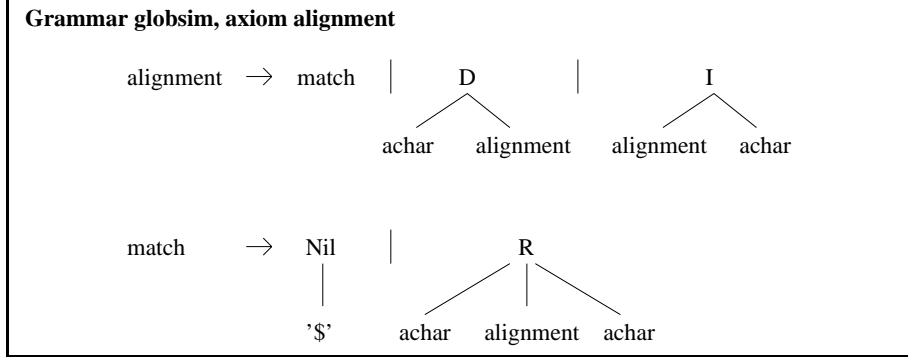 Grammar globsim, axiom alignment
alignment → match | D | I
achar alignment alignment achar
match → Nil | R
'$' achar alignment achar